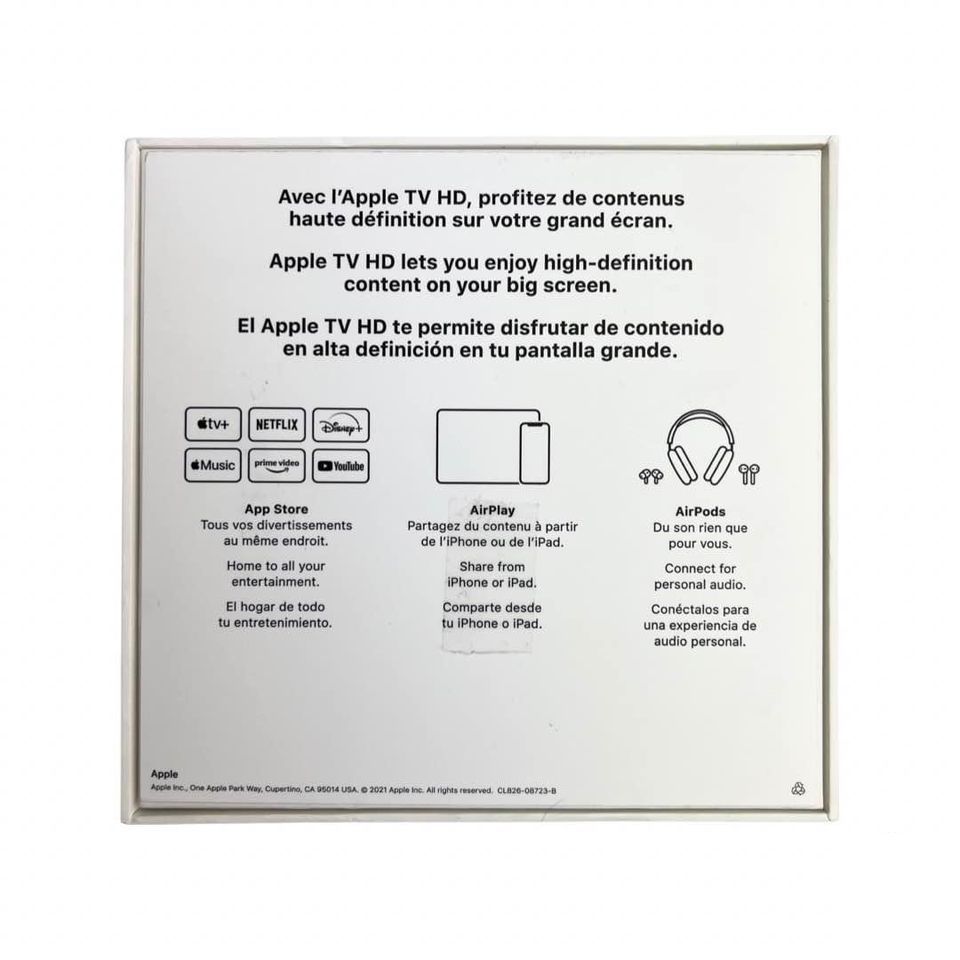 Avec l'Apple TV HD, profitez de contenus
haute définition sur votre grand écran.
Apple TV HD lets you enjoy high-definition
content on your big screen.
El Apple TV HD te permite disfrutar de contenido
en alta definición en tu pantalla grande.
tv+ NETFLIX Disney+
Music prime video YouTube
App Store
Tous vos divertissements
au même endroit.
Home to all your
entertainment.
El hogar de todo
tu entretenimiento.
AirPlay
Partagez du contenu à partir
de l'iPhone ou de l'iPad.
Share from
iPhone or iPad.
Comparte desde
tu iPhone o iPad.
AirPods
Du son rien que
pour vous.
Connect for
personal audio.
Conéctalos para
una experiencia de
audio personal.
Apple
Apple Inc., One Apple Park Way, Cupertino, CA 95014 USA. © 2021 Apple Inc. All rights reserved. CL826-08723-B